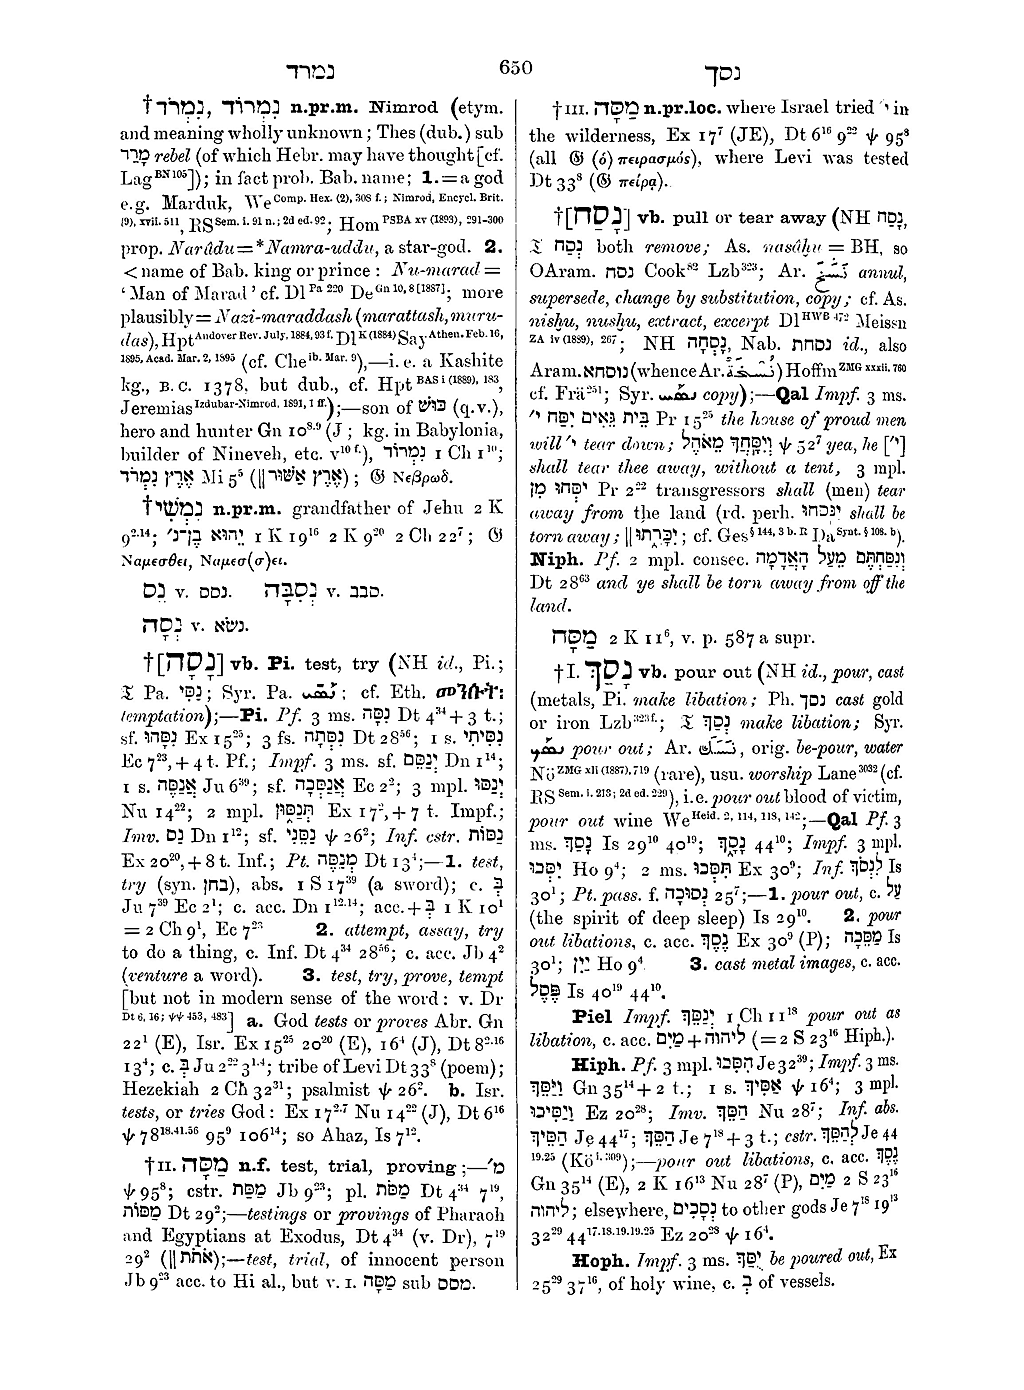 נמרד
650
נסך
†נִמְרֹד, נִמְרוֹד n.pr.m. Nimrod (etym.
and meaning wholly unknown; Thes (dub.) sub
מָרַד rebel (of which Hebr. may have thought [cf.
Lag BN 105]); in fact prob. Bab. name; 1. = a god
e.g. Marduk, We Comp. Hex. (2), 308 f.; Nimrod, Encycl. Brit.
(9), xvii. 511, RS Sem. i. 91 n.; 2d ed. 92; Hom PSBA xv (1893), 291-300
prop. Narâdu = *Namra-uddu, a star-god. 2.
< name of Bab. king or prince: Nu-marad =
‘Man of Marad’ cf. Dl Pa 220 De Gn 10, 8 [1887]; more
plausibly = Nazi-maraddash (marattash, muru-
das), Hpt Andover Rev. July, 1884, 93 f. Dl K (1884) Say Athen. Feb. 16,
1895, Acad. Mar. 2, 1895 (cf. Che ib. Mar. 9),—i.e. a Kashite
kg., B.C. 1378, but dub., cf. Hpt BAS i (1889), 183,
Jeremias Izdubar-Nimrod, 1891, 1 ff.);—son of כּוּשׁ (q.v.),
hero and hunter Gn 10 8.9 (J; kg. in Babylonia,
builder of Nineveh, etc. v 10 f.), נִמְרוֹד 1 Ch 1 10;
אֶרֶץ נִמְרֹד Mi 5 5 (||אֶרֶץ אַשּׁוּר); 𝔊 Νεβρωδ.
†נִמְשִׁי n.pr.m. grandfather of Jehu 2 K
9 2.14; יֵהוּא בֶן־נ׳ 1 K 19 16 2 K 9 20 2 Ch 22 7; 𝔊
Ναμεσθει, Ναμεσ(σ)ει.
נֵס v. נסס. נְסִבָּה v. סבב.
נְסָה v. נשׂא.
†[נָסָה] vb. Pi. test, try (NH id., Pi.;
𝔗 Pa. נַסִּי; Syr. Pa. ; cf. Eth.
temptation);—Pi. Pf. 3 ms. נִסָּה Dt 4 34 + 3 t.;
sf. נִסָּהוּ Ex 15 25; 3 fs. נִסְּתָה Dt 28 56; 1 s. נִסִּיתִי
Ec 7 23, + 4 t. Pf.; Impf. 3 ms. sf. יְנַסֵּם Dn 1 14;
1 s. אֲנַסֶּה Ju 6 39; sf. אֲנַסְּכָה Ec 2 1; 3 mpl. יְנַסּוּ
Nu 14 22; 2 mpl. תְּנַסּוּן Ex 17 2, + 7 t. Impf.;
Imv. נַס Dn 1 12; sf. נַסֵּנִי ψ 26 2; Inf. cstr. נַסּוֹת
Ex 20 20, + 8 t. Inf.; Pt. מְנַסֶּה Dt 13 4;—1. test,
try (syn. בחן), abs. 1 S 17 39 (a sword); c. בְּ
Ju 7 39 Ec 2 1; c. acc. Dn 1 12.14; acc. + בְּ 1 K 10 1
= 2 Ch 9 1, Ec 7 23. 2. attempt, assay, try
to do a thing, c. Inf. Dt 4 34 28 56; c. acc. Jb 4 2
(venture a word). 3. test, try, prove, tempt
[but not in modern sense of the word: v. Dr
Dt 6, 16; ψψ 453, 483] a. God tests or proves Abr. Gn
22 1 (E), Isr. Ex 15 25 20 20 (E), 16 4 (J), Dt 8 2.16
13 4; c. בְּ Ju 2 22 3 1.4; tribe of Levi Dt 33 8 (poem);
Hezekiah 2 Ch 32 31; psalmist ψ 26 2. b. Isr.
tests, or tries God: Ex 17 2.7 Nu 14 22 (J), Dt 6 16
ψ 78 18.41.56 95 9 106 14; so Ahaz, Is 7 12.
†II. מַסָּה n.f. test, trial, proving;—מ׳
ψ 95 8; cstr. מַסַּת Jb 9 23; pl. מַסֹּת Dt 4 34 7 19,
מַסּוֹת Dt 29 2;—testings or provings of Pharaoh
and Egyptians at Exodus, Dt 4 34 (v. Dr), 7 19
29 2 (||אֹתֹת);—test, trial, of innocent person
Jb 9 23 acc. to Hi al., but v. I. מַסָּה sub מסס.
†III. מַסָּה n.pr.loc. where Israel tried י׳ in
the wilderness, Ex 17 7 (JE), Dt 6 16 9 22 ψ 95 8
(all 𝔊 (ὁ) πειρασμός), where Levi was tested
Dt 33 8 (𝔊 πείρᾳ).
†[נָסַח] vb. pull or tear away (NH נָסַח,
𝔗 נְסַח both remove; As. nasâḫu = BH, so
OAram. נסח Cook 82 Lzb 323; Ar. annul,
supersede, change by substitution, copy; cf. As.
nisḫu, nusḫu, extract, excerpt Dl HWB 472 Meissn
ZA iv (1889), 267; NH נֻסְחָה, Nab. נסחת id., also
Aram. נוסחא (whence Ar. ) Hoffm ZMG xxxii. 760
cf. Frä 251; Syr. copy);—Qal Impf. 3 ms.
בֵּית גֵּאִים יִסַּח י׳ Pr 15 25 the house of proud men
will י׳ tear down; וְיִסָּחֲךָ מֵאֹהֶל ψ 52 7 yea, he [י׳]
shall tear thee away, without a tent, 3 mpl.
יִסְּחוּ מִן Pr 2 22 transgressors shall (men) tear
away from the land (rd. perh. יִנָּסְחוּ shall be
torn away; ||יִכָּרֵתוּ; cf. Ges § 144, 3 b. R Da Synt. § 108. b).
Niph. Pf. 2 mpl. consec. וְנִסַּחְתֶּם מֵעַל הָאֲדָמָה
Dt 28 63 and ye shall be torn away from off the
land.
מַסָּח 2 K 11 6, v. p. 587 a supr.
†I. נָסַךְ vb. pour out (NH id., pour, cast
(metals, Pi. make libation; Ph. נסך cast gold
or iron Lzb 323 f.; 𝔗 נְסַךְ make libation; Syr.
pour out; Ar. , orig. be-pour, water
Nö ZMG xli (1887), 719 (rare), usu. worship Lane 3032 (cf.
RS Sem. i. 213; 2d ed. 229), i.e. pour out blood of victim,
pour out wine We Heid. 2, 114, 118, 142;—Qal Pf. 3
ms. נָסַךְ Is 29 10 40 19; נָסָךְ 44 10; Impf. 3 mpl.
יִסְּכוּ Ho 9 4; 2 ms. תִּסְּכוּ Ex 30 9; Inf. לִנְסֹךְ Is
30 1; Pt. pass. f. נְסוּכָה 25 7;—1. pour out, c. עַל
(the spirit of deep sleep) Is 29 10. 2. pour
out libations, c. acc. נֶסֶךְ Ex 30 9 (P); מַסֵּכָה Is
30 1; יַיִן Ho 9 4. 3. cast metal images, c. acc.
פֶּסֶל Is 40 19 44 10.
Piel Impf. יְנַסֵּךְ 1 Ch 11 18 pour out as
libation, c. acc. מַיִם + ליהוה (= 2 S 23 16 Hiph.).
Hiph. Pf. 3 mpl. הִסִּכוּ Je 32 29; Impf. 3 ms.
וַיַּסֵּךְ Gn 35 14 + 2 t.; 1 s. אַסִּיךְ ψ 16 4; 3 mpl.
וַיַּסִּיכוּ Ez 20 28; Imv. הַסֵּךְ Nu 28 7; Inf. abs.
הַסֵּיךְ Je 44 17; הַסֵּךְ Je 7 18 + 3 t.; cstr. לְהַסֵּךְ Je 44
19.25 (Kö i. 309);—pour out libations, c. acc. נֶסֶךְ
Gn 35 14 (E), 2 K 16 13 Nu 28 7 (P), מַיִם 2 S 23 16
ליהוה; elsewhere, נְסָכִים to other gods Je 7 18 19 13
32 29 44 17.18.19.19.25 Ez 20 28 ψ 16 4.
Hoph. Impf. 3 ms. יֻסַּךְ be poured out, Ex
25 29 37 16, of holy wine, c. בְּ of vessels.